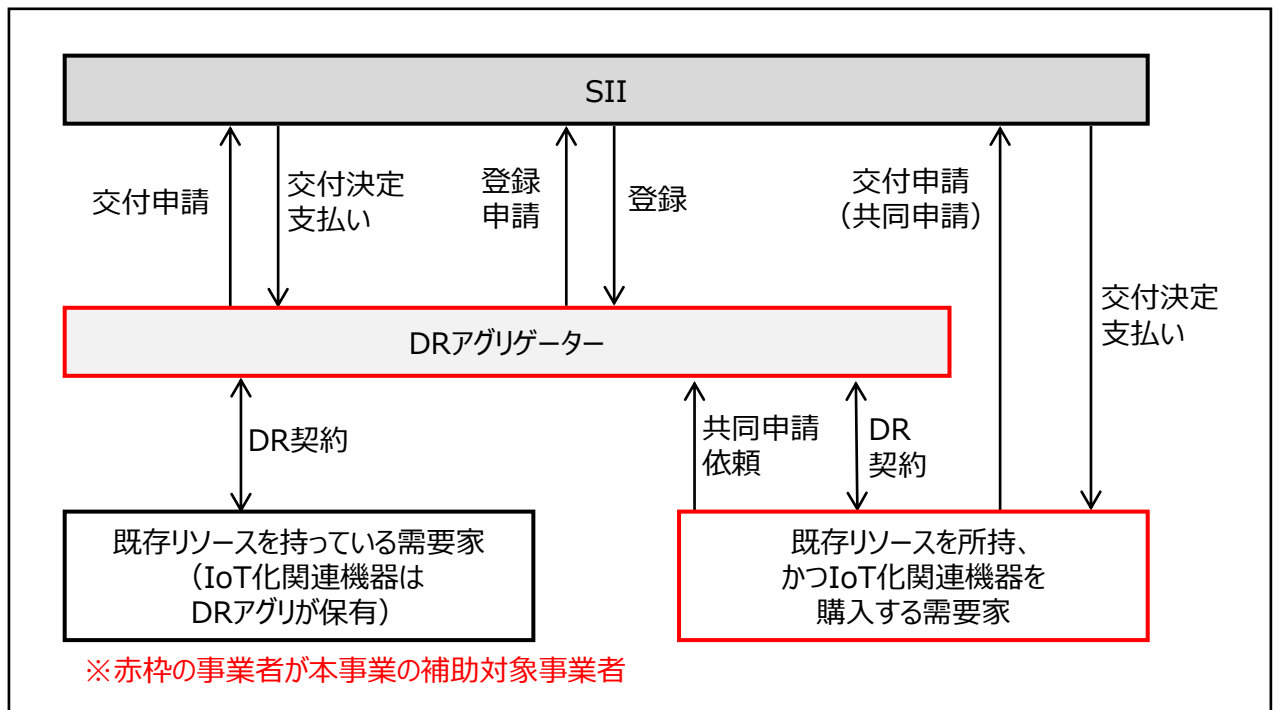 SII
交付申請
交付決定
支払い
登録
申請
登録
交付申請
（共同申請）
交付決定
支払い
DRアグリゲーター
DR契約
共同申請
依頼
DR
契約
既存リソースを持っている需要家
（IoT化関連機器は
DRアグリが保有）
既存リソースを所持、
かつIoT化関連機器を
購入する需要家
※赤枠の事業者が本事業の補助対象事業者